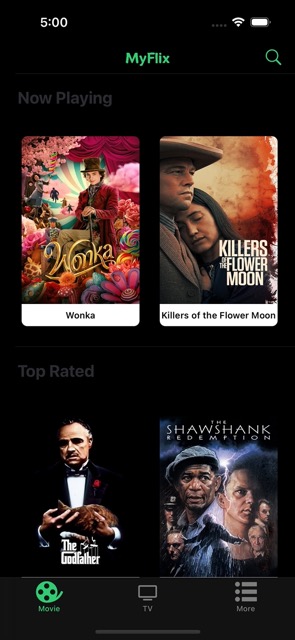 5:00
MyFlix
Now Playing
Wonka
KILLERS
OF THE FLOWER
MOON
Wonka
Killers of the Flower Moon
Top Rated
The
Godfather
THE
SHAWSHANK
REDEMPTION
Movie
TV
More